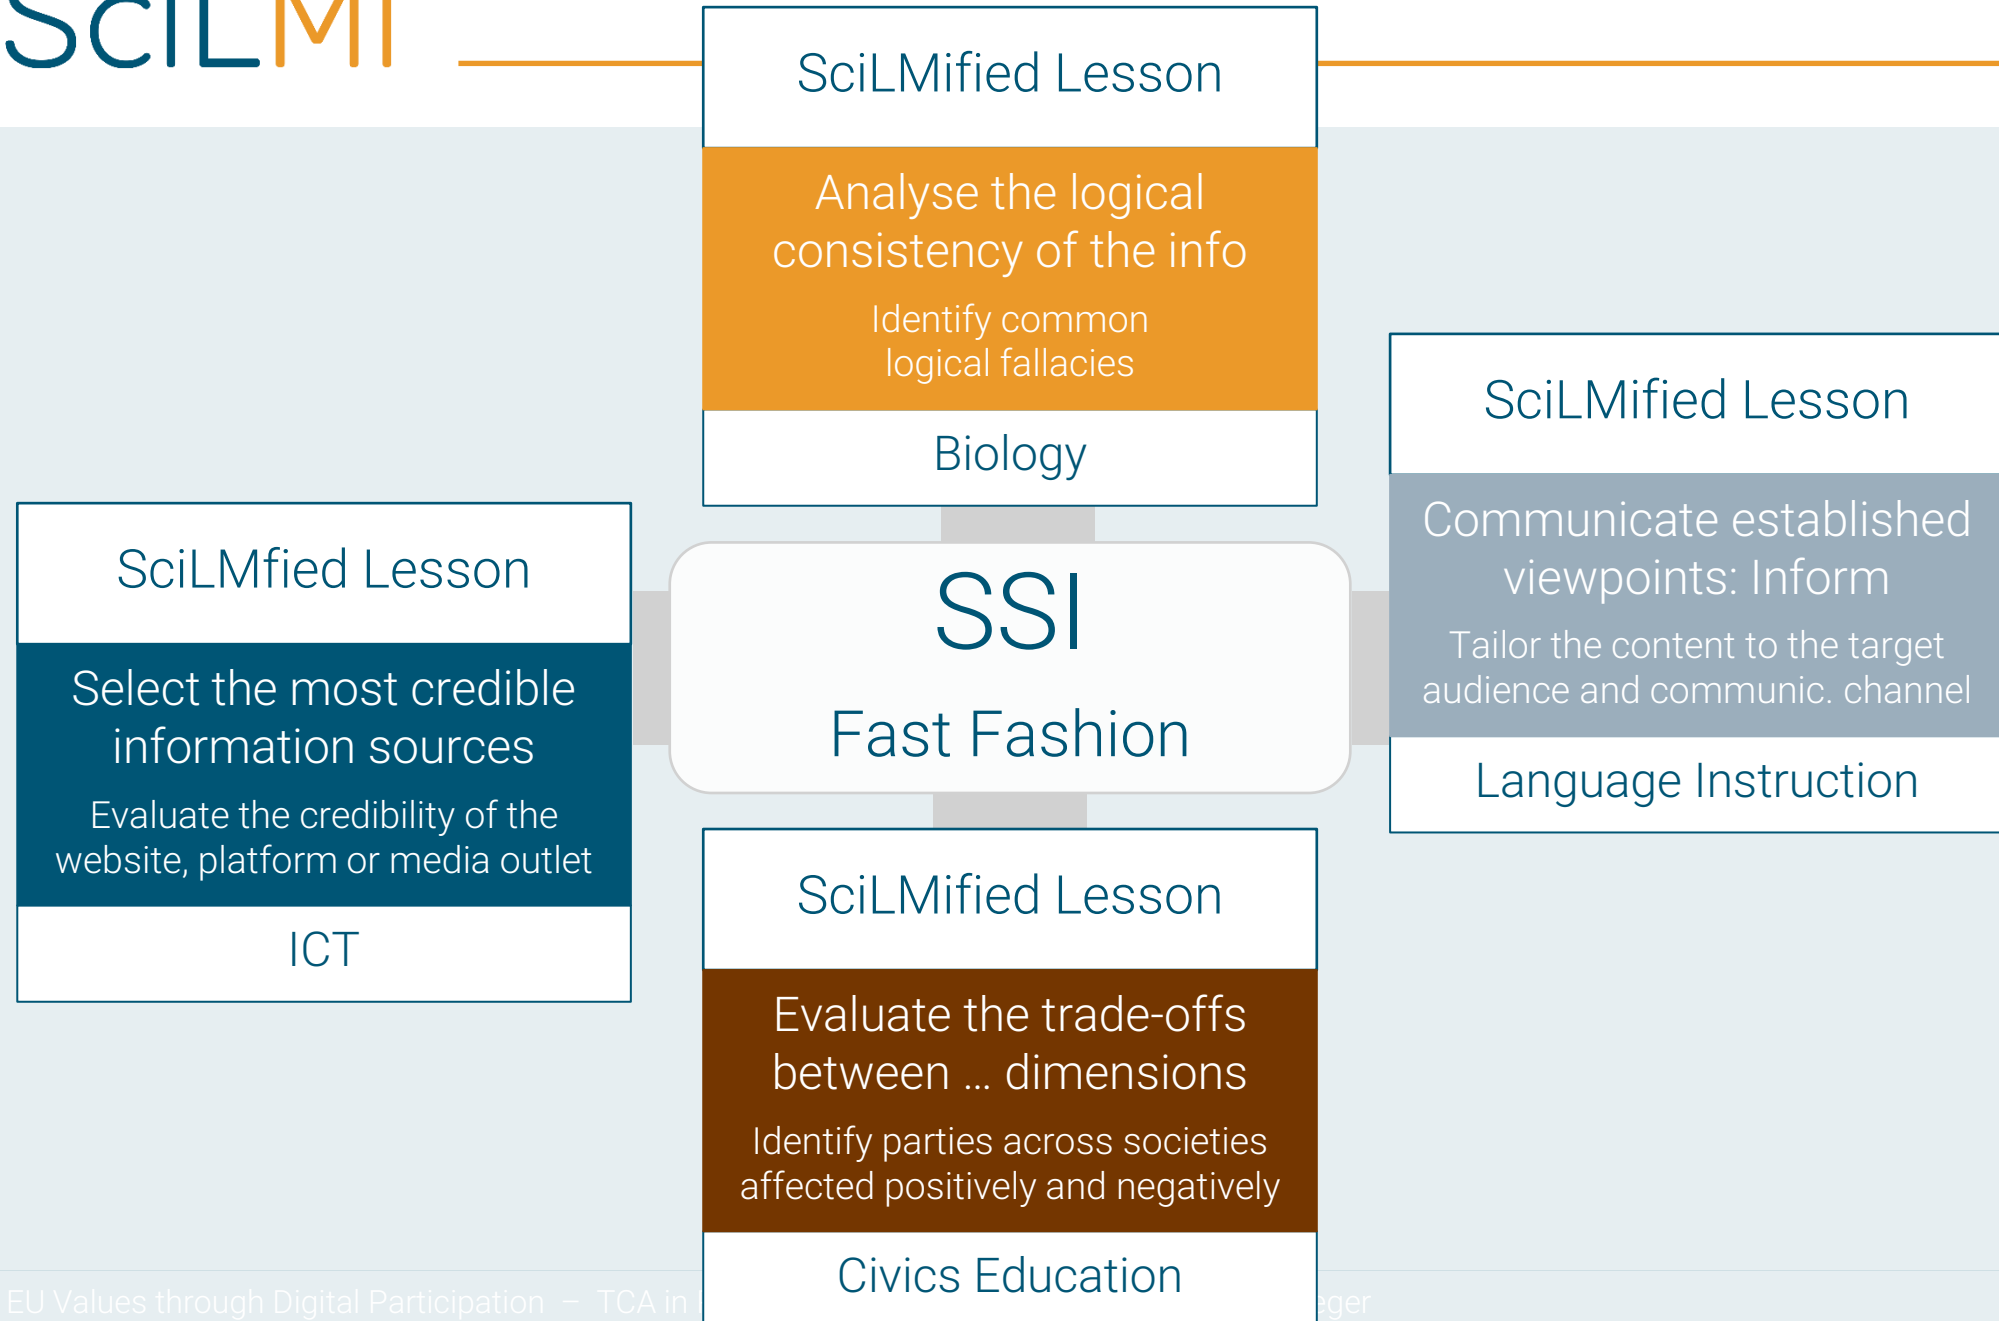 SciLMI
SciLMified Lesson
Analyse the logical
consistency of the info
Identify common
logical fallacies
Biology
SciLMfied Lesson
Select the most credible
information sources
Evaluate the credibility of the
website, platform or media outlet
ICT
SSI
Fast Fashion
SciLMified Lesson
Communicate established
viewpoints: Inform
Tailor the content to the target
audience and communic. channel
Language Instruction
SciLMified Lesson
Evaluate the trade-offs
between ... dimensions
Identify parties across societies
affected positively and negatively
Civics Education
EU Values through Digital Participation – TCA in